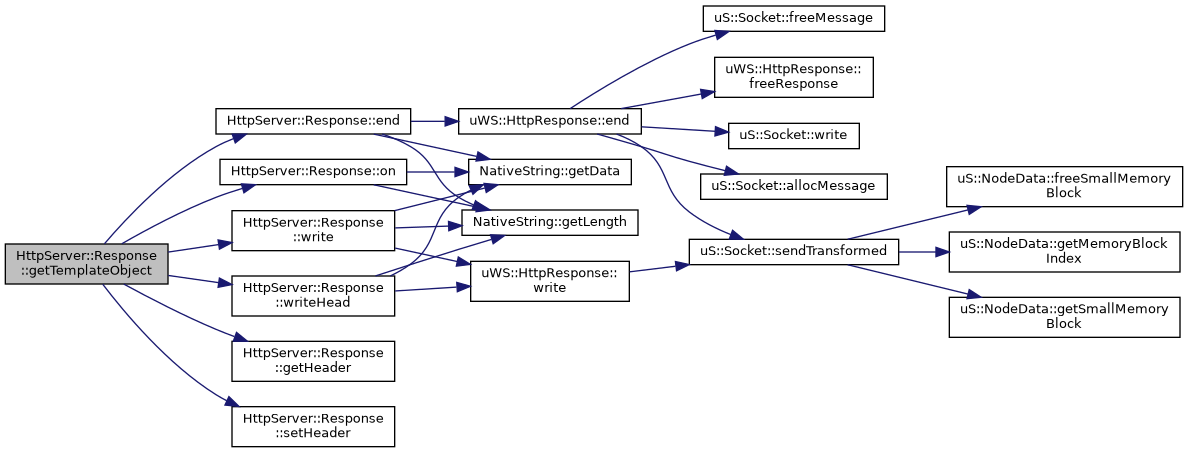 HttpServer::Response
::getTemplateObject
HttpServer::Response::end
HttpServer::Response::on
HttpServer::Response
::write
HttpServer::Response
::writeHead
HttpServer::Response
::getHeader
HttpServer::Response
::setHeader
uWS::HttpResponse::end
NativeString::getData
NativeString::getLength
uWS::HttpResponse::
write
uS::Socket::freeMessage
uWS::HttpResponse::
freeResponse
uS::Socket::write
uS::Socket::allocMessage
uS::Socket::sendTransformed
uS::NodeData::freeSmallMemory
Block
uS::NodeData::getMemoryBlock
Index
uS::NodeData::getSmallMemory
Block